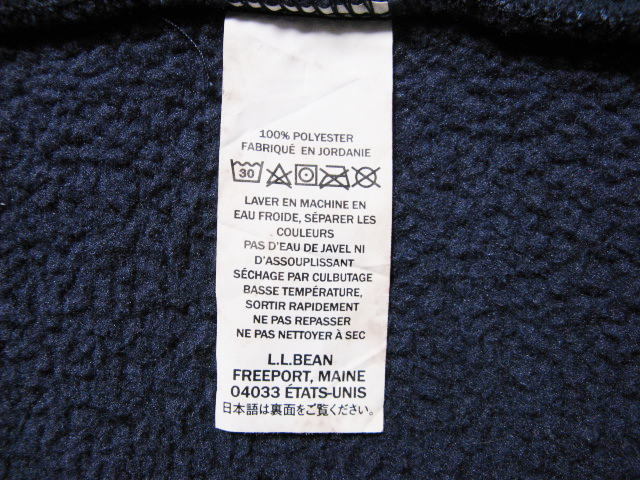 100% POLYESTER
FABRIQUÉ EN JORDANIE
30
LAVER EN MACHINE EN
EAU FROIDE, SÉPARER LES
COULEURS
PAS D'EAU DE JAVEL NI
D'ASSOUPLISSANT
SÉCHAGE PAR CULBUTAGE
BASSE TEMPÉRATURE,
SORTIR RAPIDEMENT
NE PAS REPASSER
NE PAS NETTOYER À SEC
L.L.BEAN
FREEPORT, MAINE
04033 ÉTATS-UNIS
日本語は裏面をご覧ください。